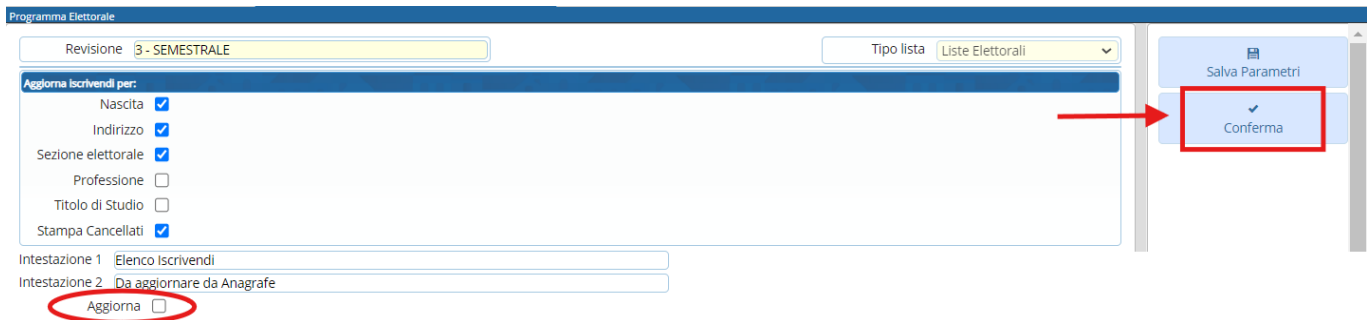 Programma Elettorale
Revisione 3 - SEMESTRALE Tipo lista Liste Elettorali
Salva Parametri
Aggiorna iscrivendi per:
Nascita
Conferma
Indirizzo
Sezione elettorale
Professione
Titolo di Studio
Stampa Cancellati
Intestazione 1 Elenco Iscrivendi
Intestazione 2 Da aggiornare da Anagrafe
Aggiorna